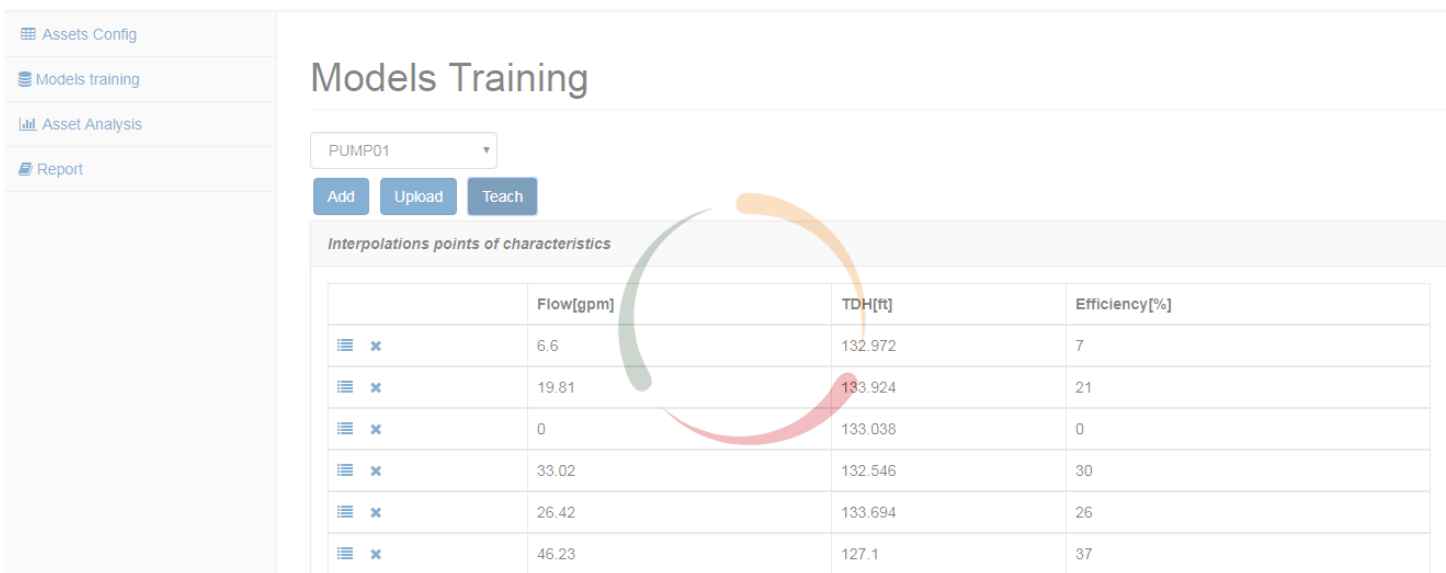 Assets Config
Models training
Asset Analysis
Report
Models Training
PUMP01
Add Upload Teach
Interpolations points of characteristics
Flow[gpm] TDH[ft] Efficiency[%]
6.6 132.972 7
19.81 133.924 21
0 133.038 0
33.02 132.546 30
26.42 133.694 26
46.23 127.1 37